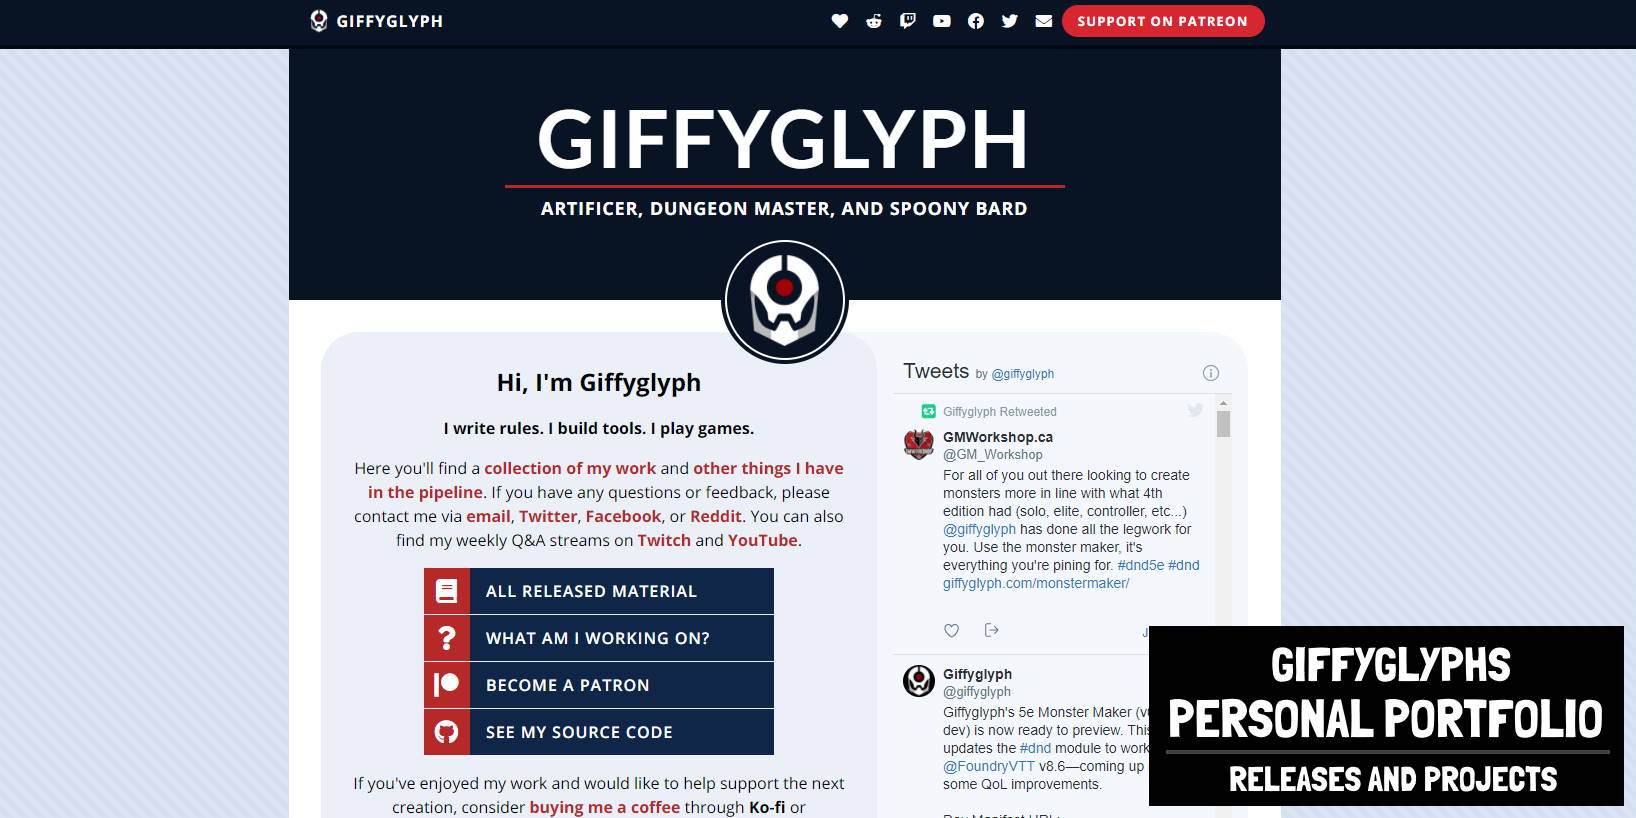 GIFFYGLYPH
SUPPORT ON PATREON
GIFFYGLYPH
ARTIFICER, DUNGEON MASTER, AND SPOONY BARD
Hi, I'm Giffyglyph
I write rules. I build tools. I play games.
Here you'll find a collection of my work and other things I have
in the pipeline. If you have any questions or feedback, please
contact me via email, Twitter, Facebook, or Reddit. You can also
find my weekly Q&A streams on Twitch and YouTube.
ALL RELEASED MATERIAL
WHAT AM I WORKING ON?
BECOME A PATRON
SEE MY SOURCE CODE
If you've enjoyed my work and would like to help support the next
creation, consider buying me a coffee through Ko-fi or
Tweets by @giffyglyph
Giffyglyph Retweeted
GMWorkshop.ca
@GM_Workshop
For all of you out there looking to create
monsters more in line with what 4th
edition had (solo, elite, controller, etc...)
@giffyglyph has done all the legwork for
you. Use the monster maker, it's
everything you're pining for. #dnd5e #dnd
giffyglyph.com/monstermaker/
Giffyglyph
@giffyglyph
Giffyglyph's 5e Monster Maker
dev) is now ready to preview. This
updates the #dnd module to work
@FoundryVTT v8.6—coming up
some QoL improvements.
GIFFYGLYPHS
PERSONAL PORTFOLIO
RELEASES AND PROJECTS